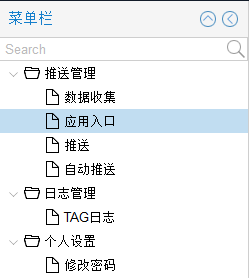 菜单栏
Search
推送管理
数据收集
应用入口
推送
自动推送
日志管理
TAG日志
个人设置
修改密码